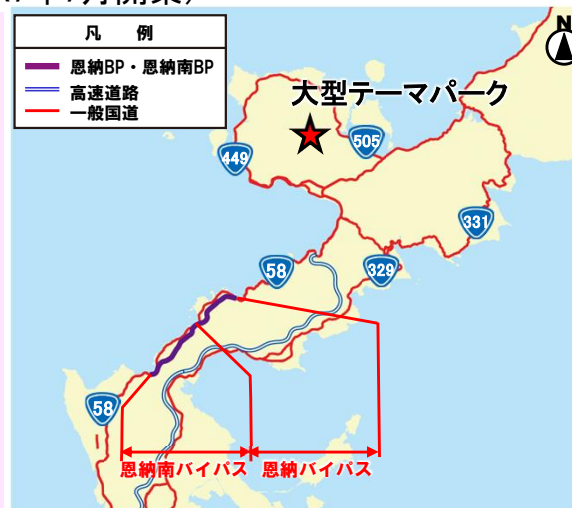 凡 例
恩納BP・恩納南BP
高速道路
一般国道
N
大型テーマパーク
449
505
331
58
329
58
恩納南バイパス
恩納バイパス